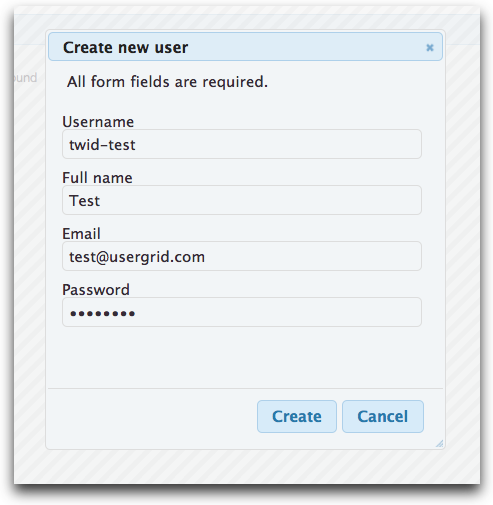 Create new user
All form fields are required.
Username
twid-test
Full name
Test
Email
test@usergrid.com
Password
••••••••
Create Cancel